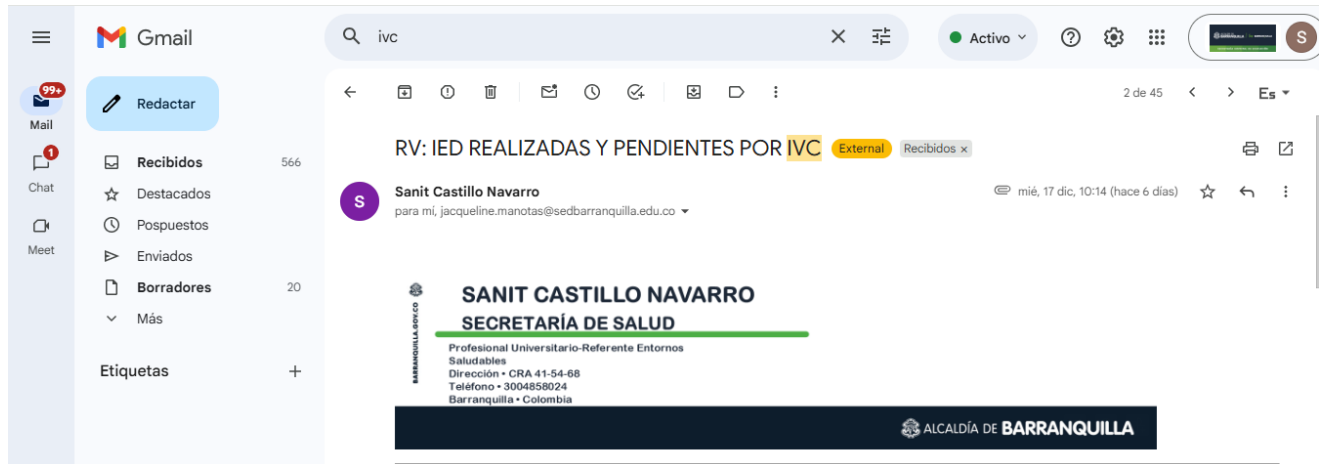 Gmail
ivc
Activo
S
99+
Mail
1
Chat
Meet
Redactar
Recibidos 566
Destacados
Pospuestos
Enviados
Borradores 20
Más
Etiquetas
2 de 45
Es
RV: IED REALIZADAS Y PENDIENTES POR IVC External Recibidos x
S
Sanit Castillo Navarro mié, 17 dic, 10:14 (hace 6 días)
para mí, jacqueline.manotas@sedbarranquilla.edu.co
BARRANQUILLA.GOV.CO
SANIT CASTILLO NAVARRO
SECRETARÍA DE SALUD
Profesional Universitario-Referente Entornos
Saludables
Dirección • CRA 41-54-68
Teléfono • 3004858024
Barranquilla • Colombia
ALCALDÍA DE BARRANQUILLA